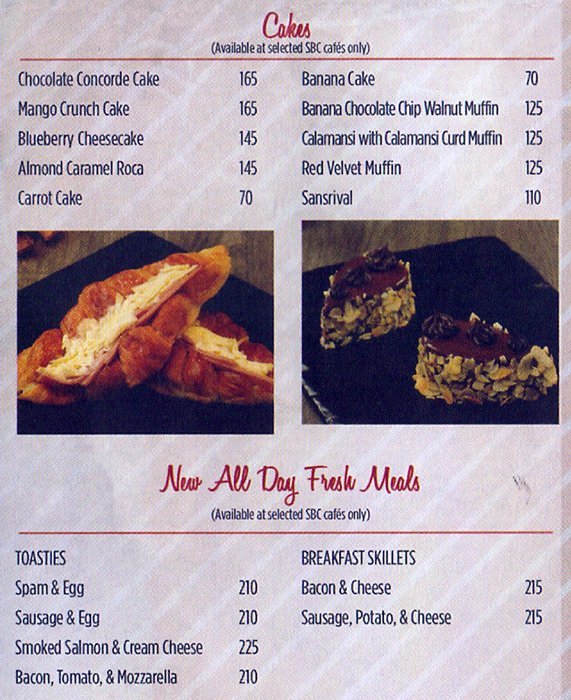 Cakes
(Available at selected SBC cafés only)
Chocolate Concorde Cake 165
Mango Crunch Cake 165
Blueberry Cheesecake 145
Almond Caramel Roca 145
Carrot Cake 70
Banana Cake 70
Banana Chocolate Chip Walnut Muffin 125
Calamansi with Calamansi Curd Muffin 125
Red Velvet Muffin 125
Sansrival 110
New All Day Fresh Meals
(Available at selected SBC cafés only)
TOASTIES
Spam & Egg 210
Sausage & Egg 210
Smoked Salmon & Cream Cheese 225
Bacon, Tomato, & Mozzarella 210
BREAKFAST SKILLETS
Bacon & Cheese 215
Sausage, Potato, & Cheese 215